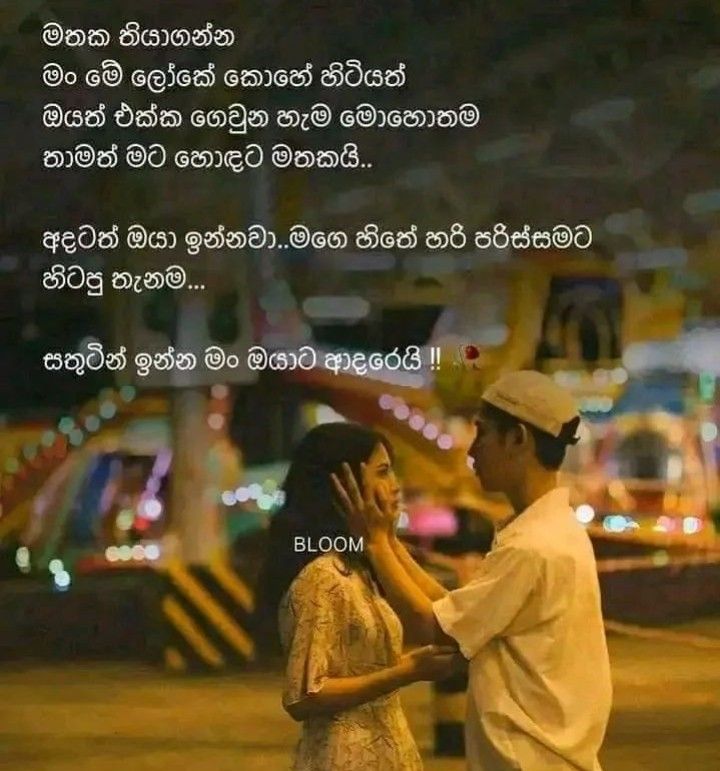 මතක තියාගන්න
මං මේ ලෝකේ කොහේ හිටියත්
ඔයත් එක්ක ගෙවුන හැම මොහොතම
තාමත් මට හොඳට මතකයි..
අදටත් ඔයා ඉන්නවා..මගෙ හිතේ හරි පරිස්සමට
හිටපු තැනම...
සතුටින් ඉන්න මං ඔයාට ආදරෙයි !! 🥀
BLOOM